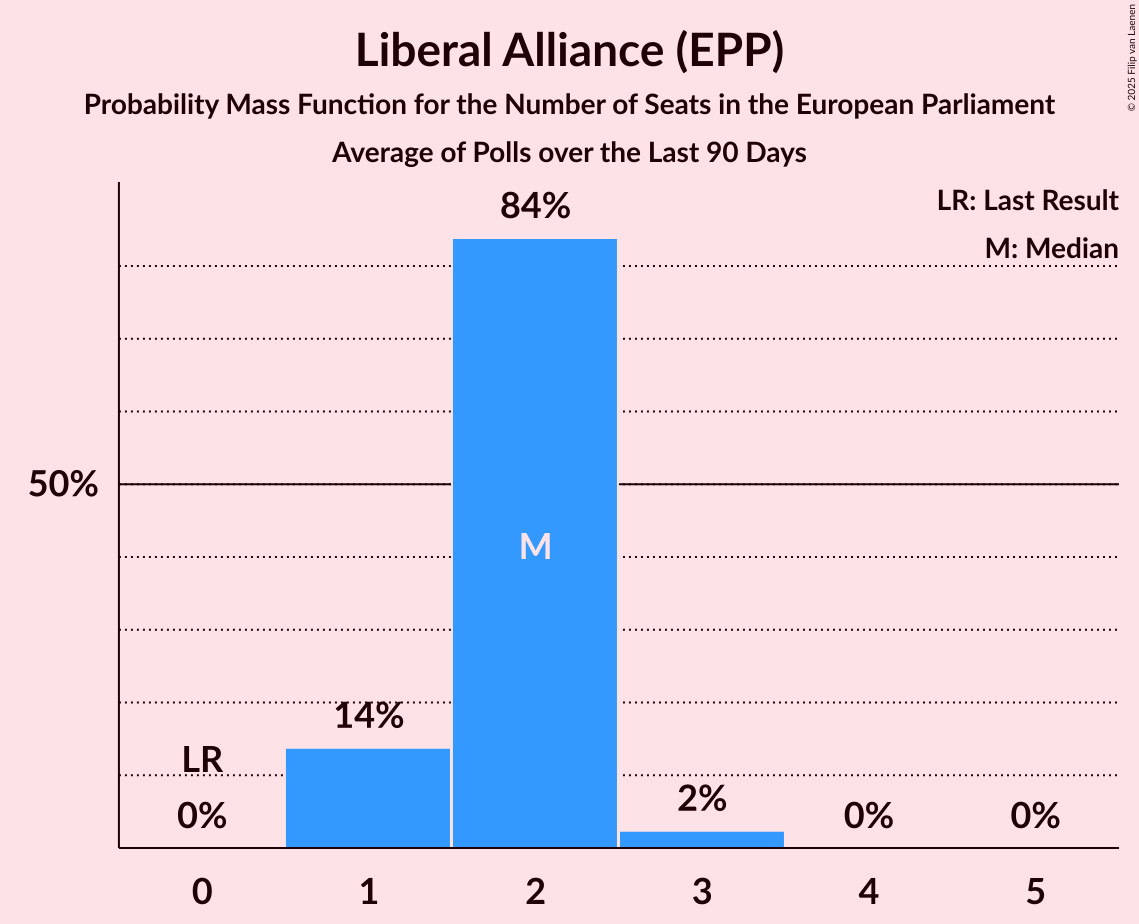 Liberal Alliance (EPP)
Probability Mass Function for the Number of Seats in the European Parliament
Average of Polls over the Last 90 Days
© 2025 Filip van Laenen
LR: Last Result
M: Median
84%
50%
M
14%
LR
2%
0%
0%
0%
0
1
2
3
4
5